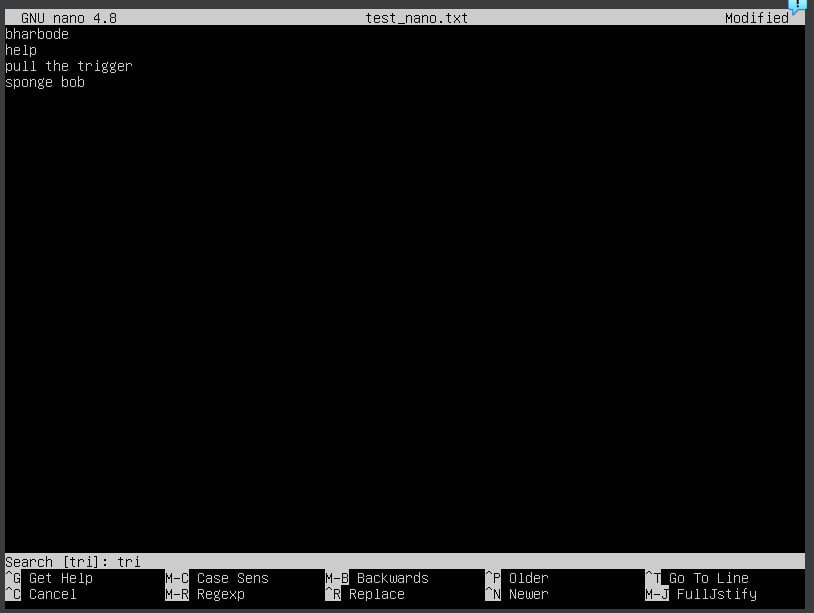 GNU nano 4.8 test_nano.txt Modified
bharbode
help
pull the trigger
sponge bob
Search [tri]: tri
^G Get Help M-C Case Sens M-B Backwards ^P Older ^T Go To Line
^C Cancel M-R Regexp ^R Replace ^N Newer M-J FullJstify